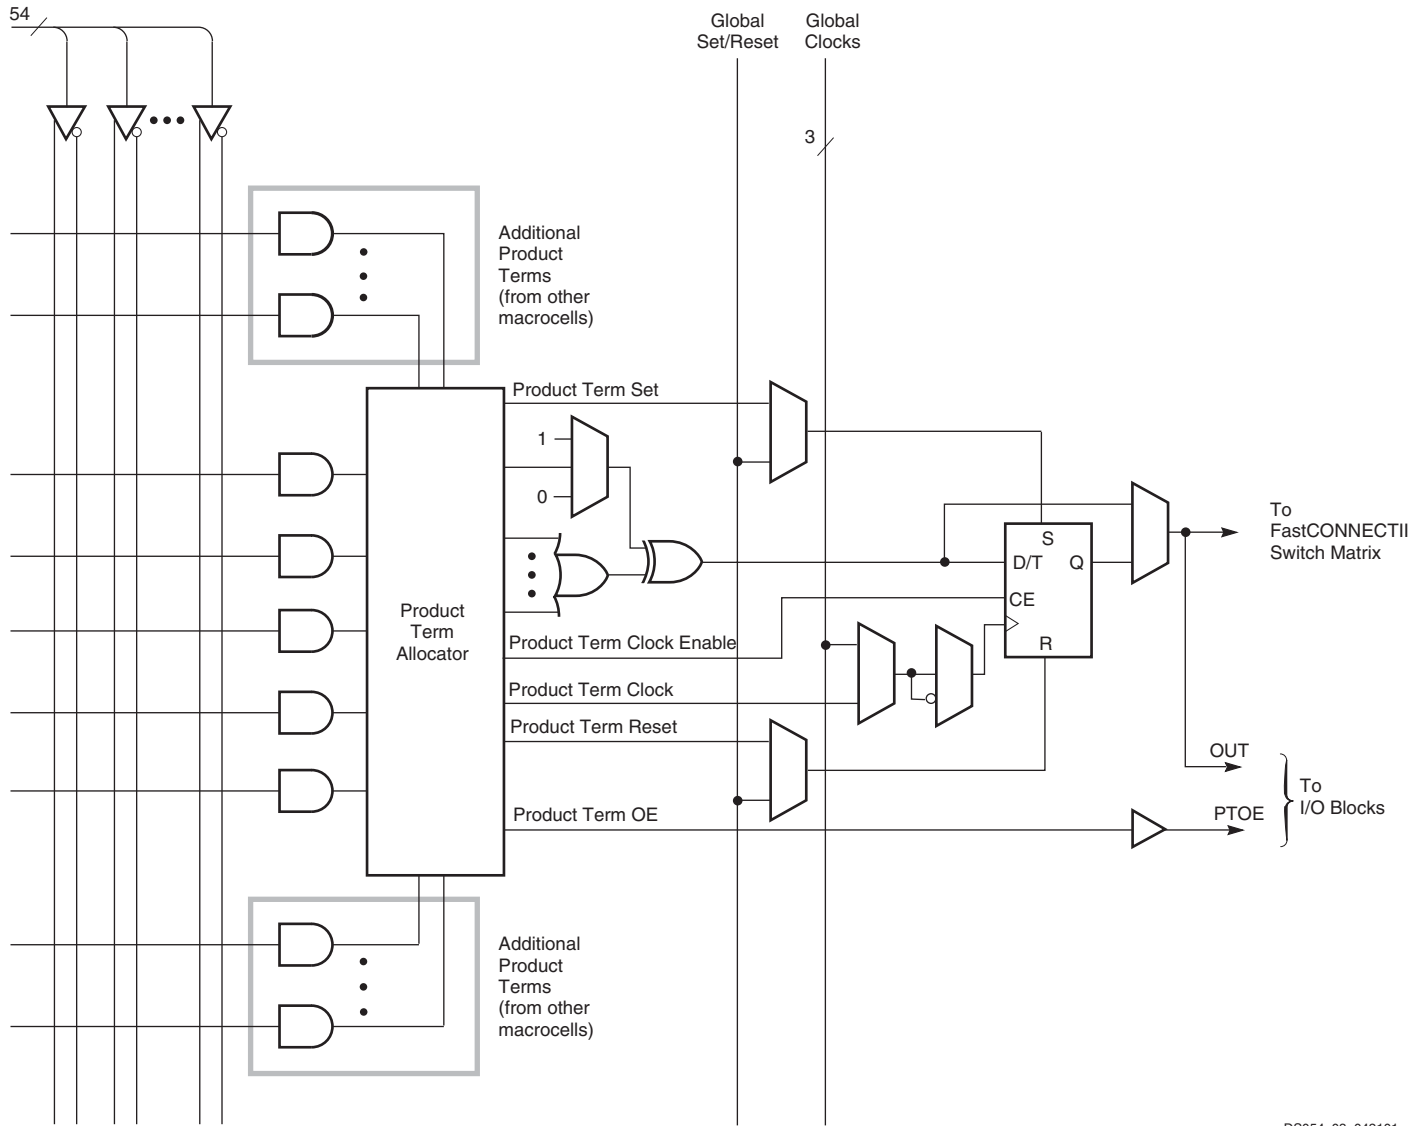 54
Global
Set/Reset
Global
Clocks
3
Additional
Product
Terms
(from other
macrocells)
Product Term Set
1
0
Product
Term
Allocator
S
D/T
Q
CE
R
To
FastCONNECTII
Switch Matrix
Product Term Clock Enable
Product Term Clock
Product Term Reset
Product Term OE
OUT
PTOE
To
I/O Blocks
Additional
Product
Terms
(from other
macrocells)